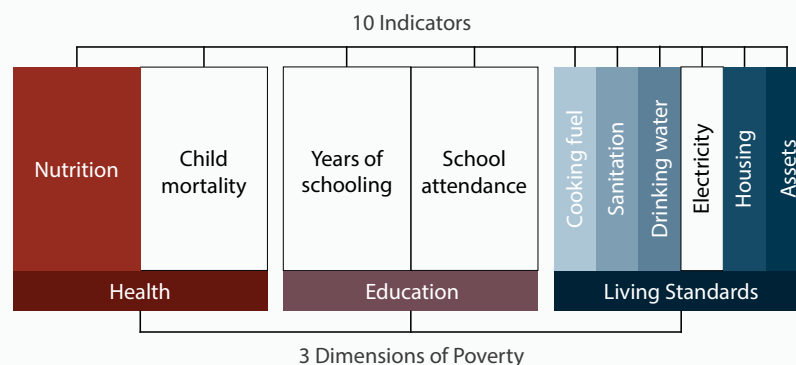 10 Indicators
Nutrition
Child
mortality
Years of
schooling
School
attendance
Cooking fuel
Sanitation
Drinking water
Electricity
Housing
Assets
Health
Education
Living Standards
3 Dimensions of Poverty